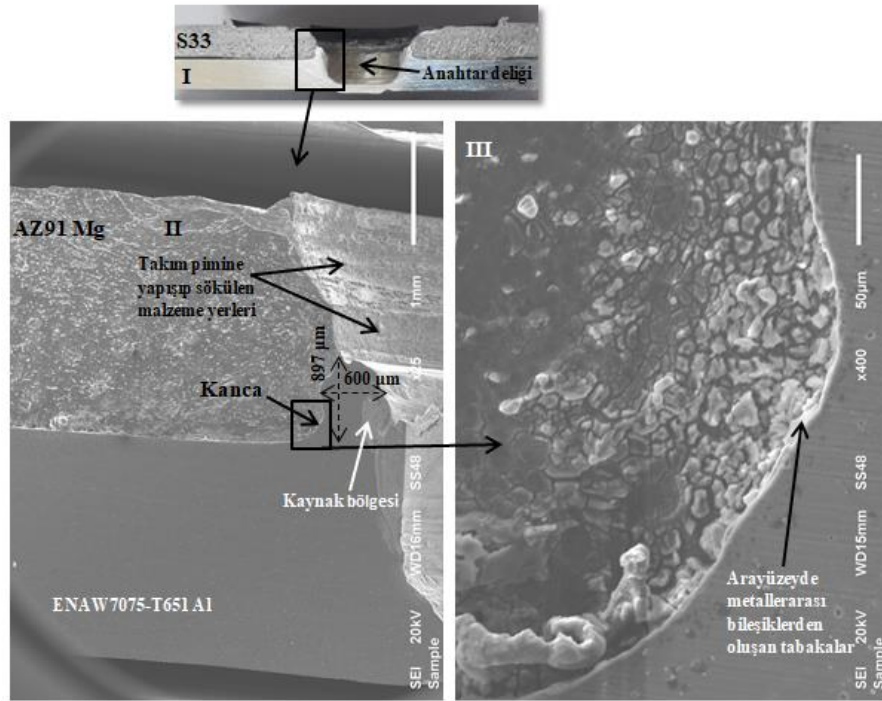 S33
I
Anahtar deliği
AZ91 Mg
II
Takım pimine
yapışıp sökülen
malzeme yerleri
897 µm
600 µm
Kanca
Kaynak bölgesi
ENAW7075-T651 Al
1mm
x25
SS48
WD16mm
20kV
SEI
Sample
III
50µm
x400
SS48
WD15mm
20kV
SEI
Sample
Arayüzeyde
metallerarası
bileşiklerden
oluşan tabakalar